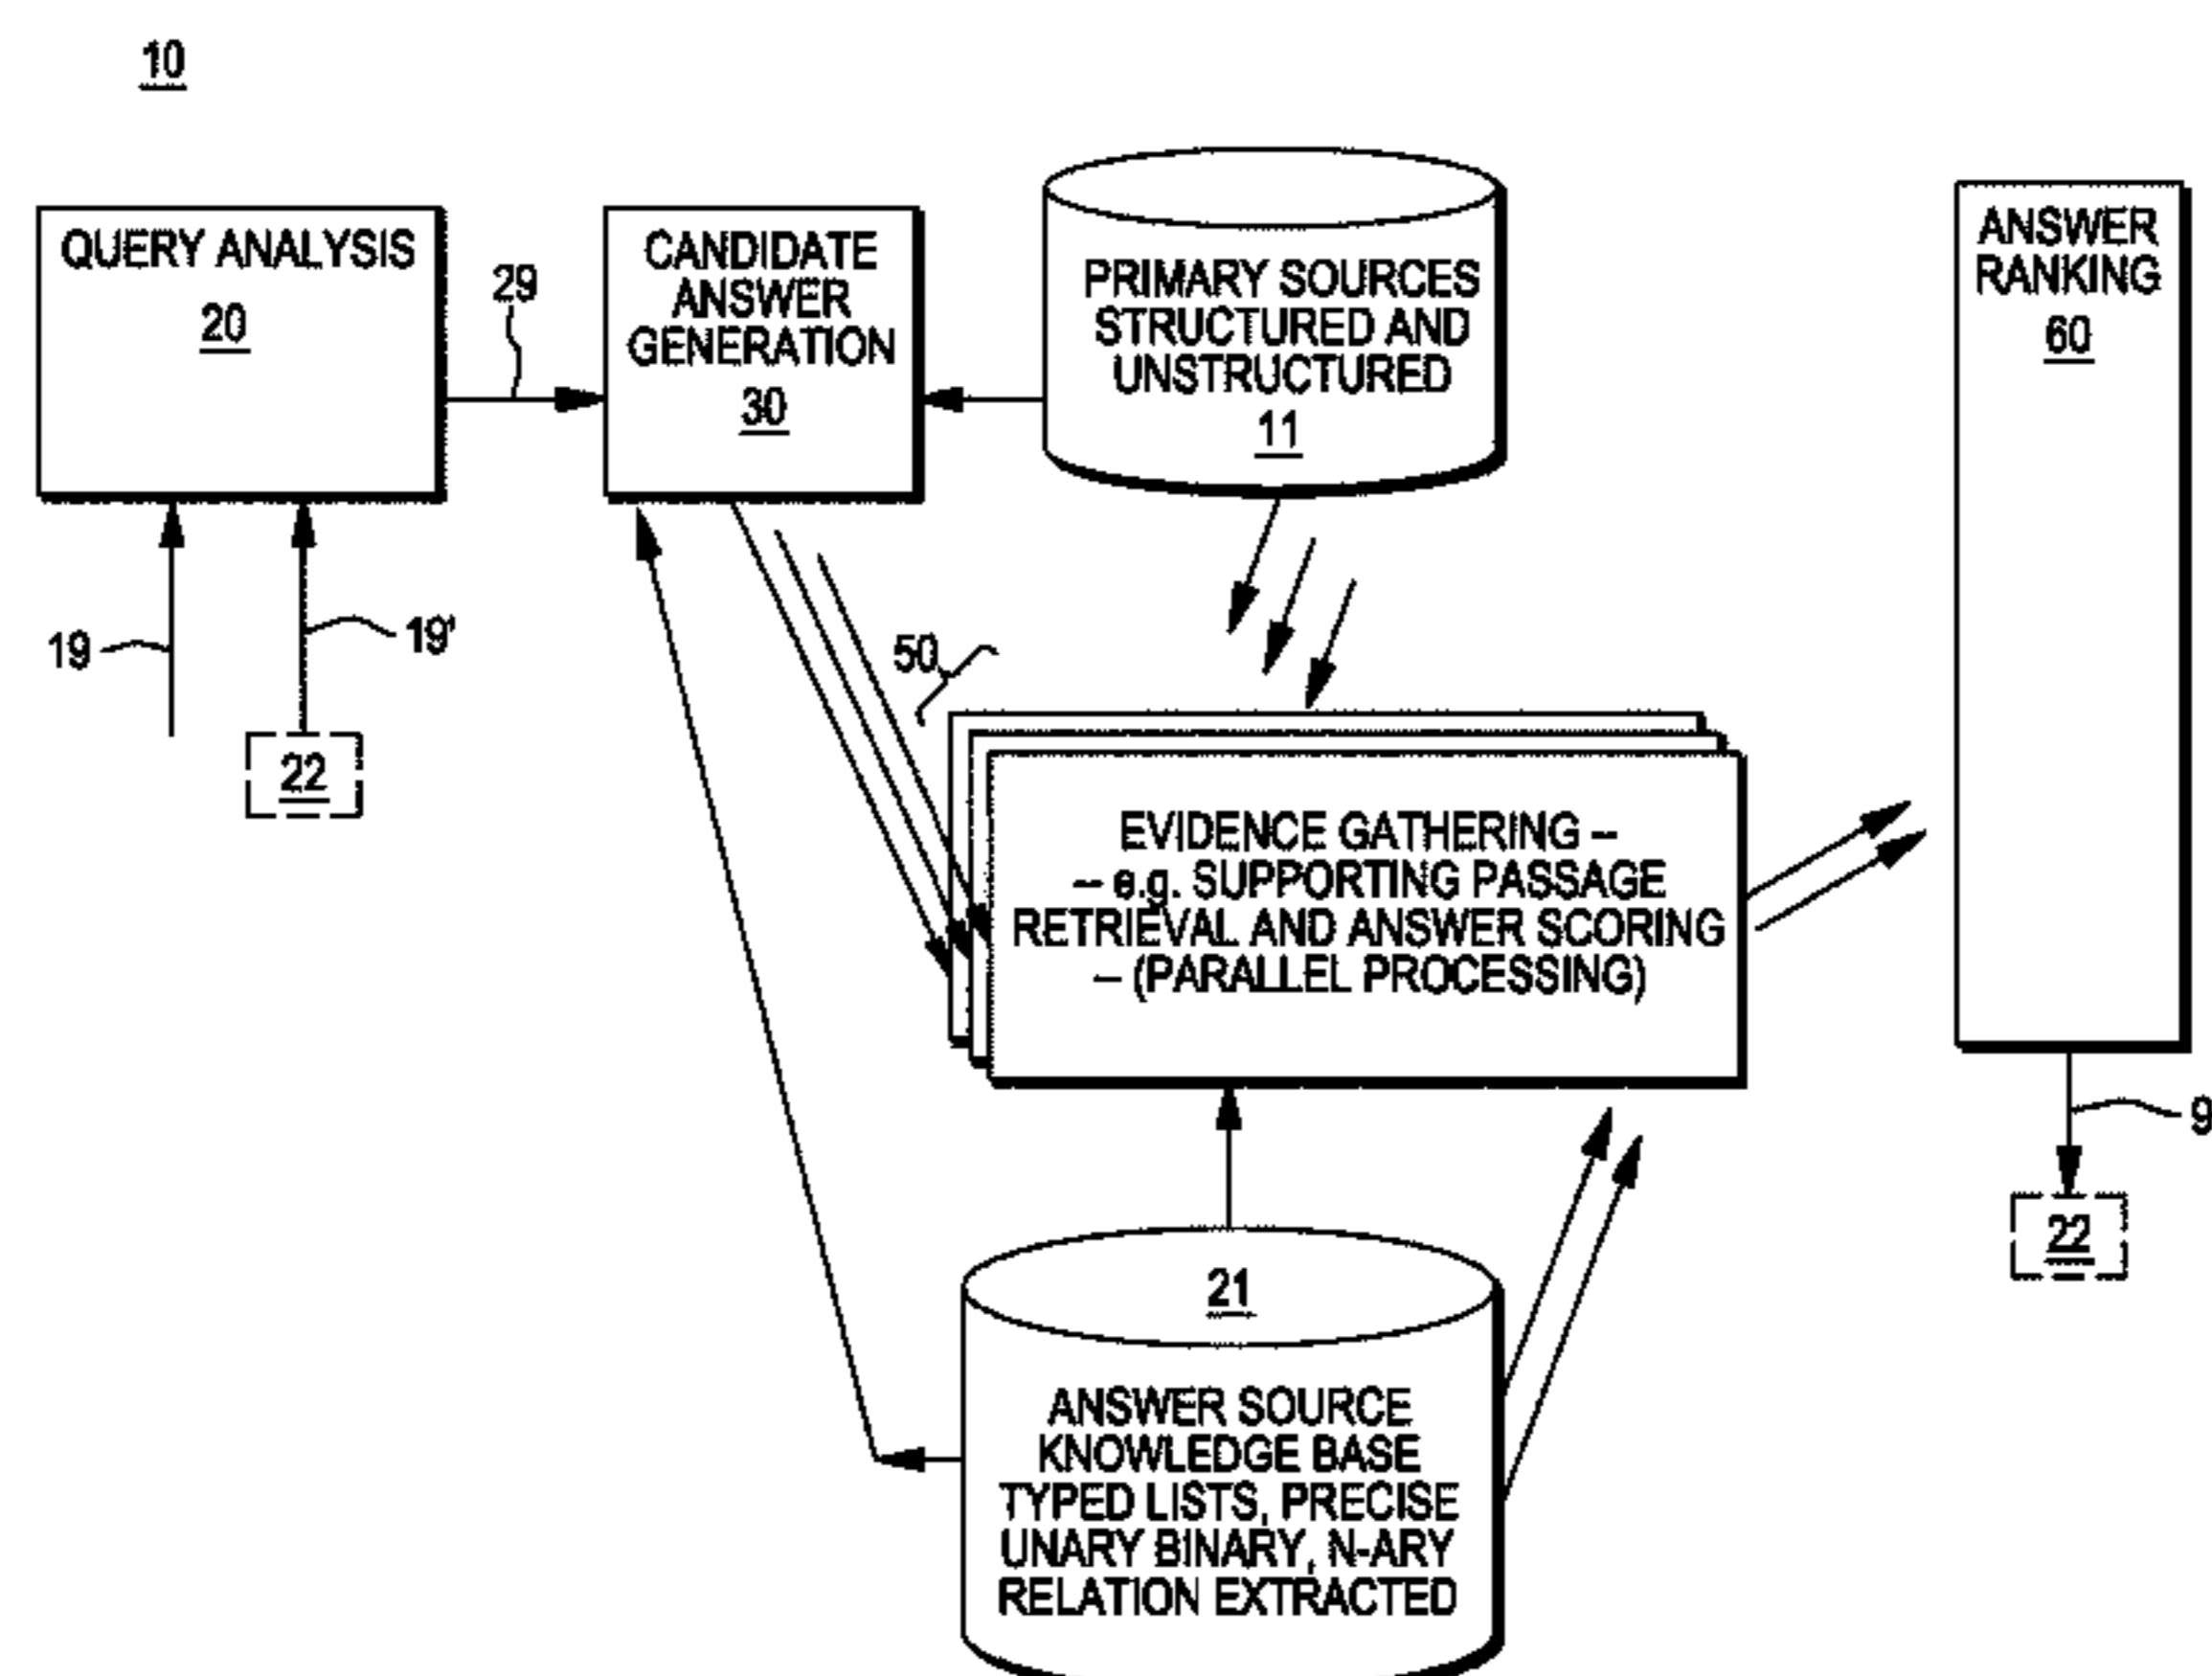 10
QUERY ANALYSIS
20
29
CANDIDATE
ANSWER
GENERATION
30
PRIMARY SOURCES
STRUCTURED AND
UNSTRUCTURED
11
ANSWER
RANKING
60
19
19'
22
50
EVIDENCE GATHERING --
-- e.g. SUPPORTING PASSAGE
RETRIEVAL AND ANSWER SCORING
-- (PARALLEL PROCESSING)
9
22
21
ANSWER SOURCE
KNOWLEDGE BASE
TYPED LISTS, PRECISE
UNARY BINARY, N-ARY
RELATION EXTRACTED